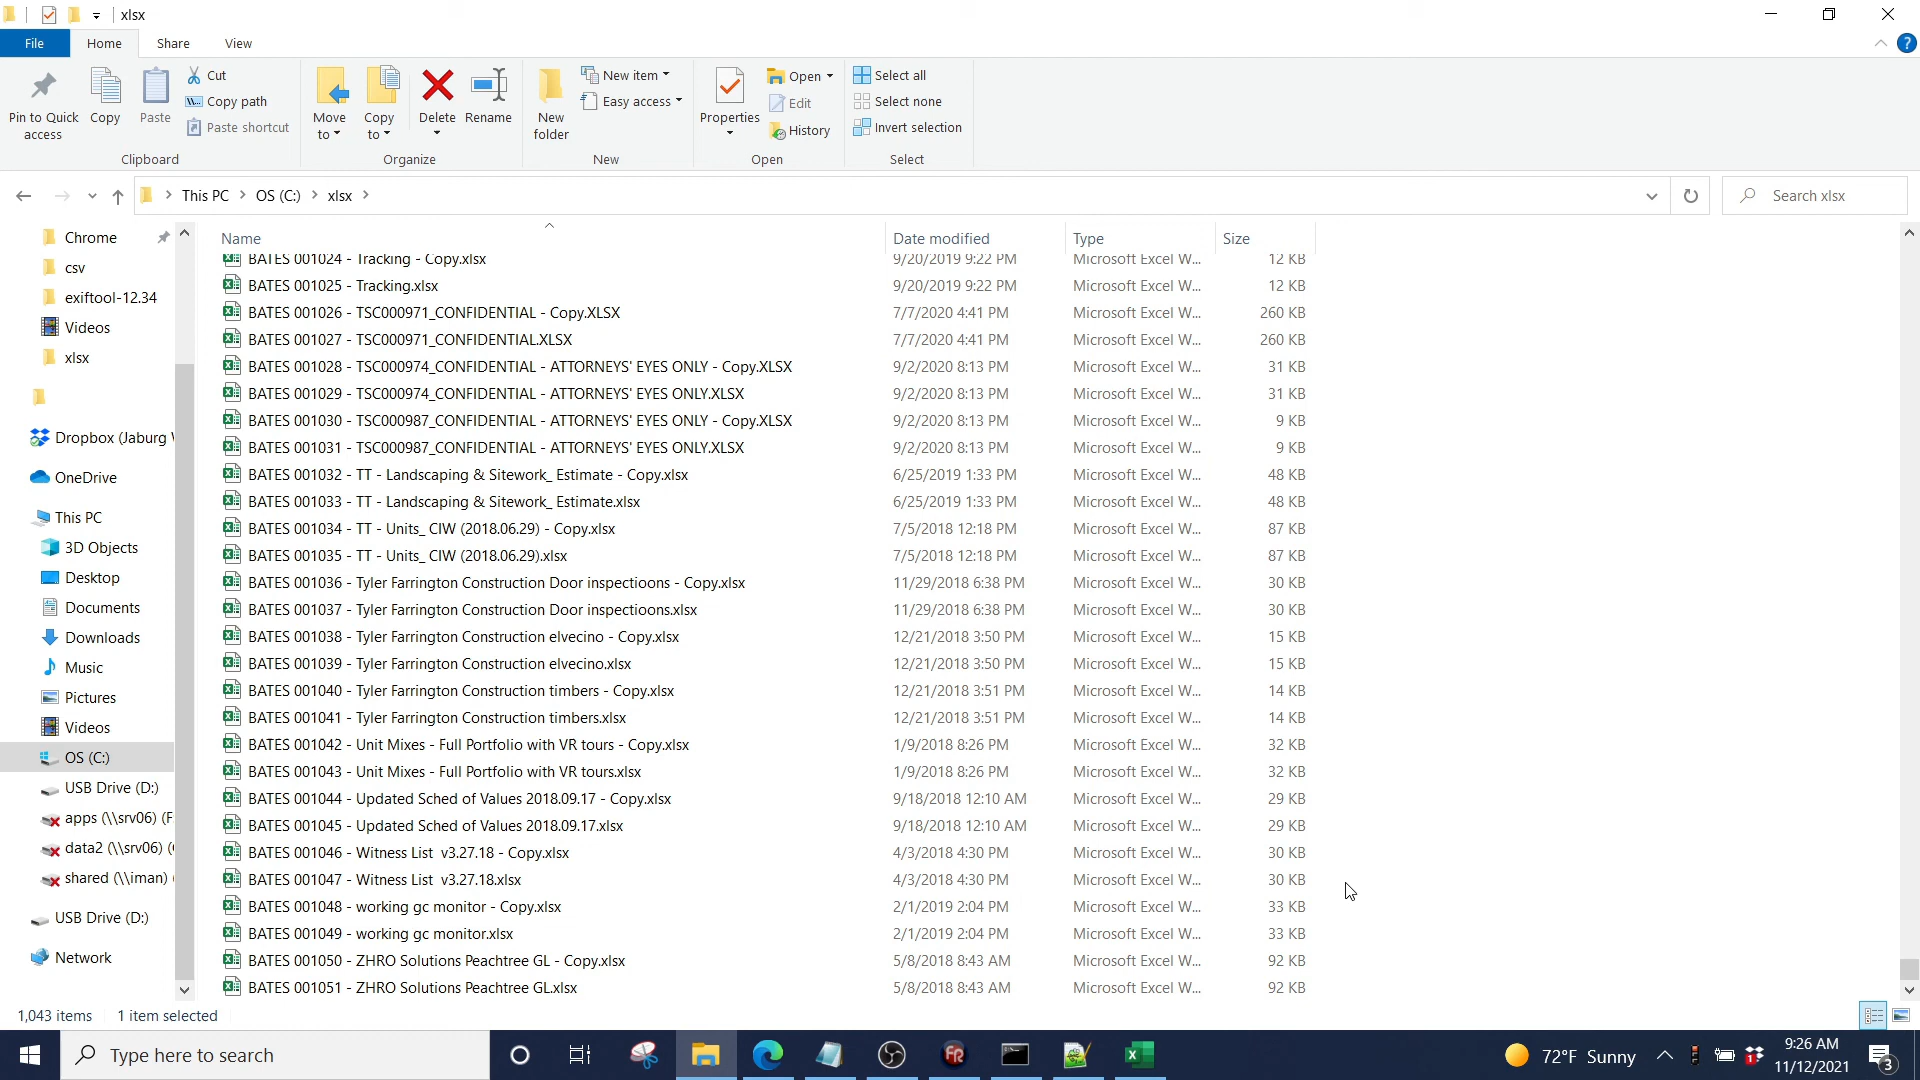 xlsx
File Home Share View
Pin to Quick access
Copy
Paste
Cut
Copy path
Paste shortcut
Clipboard
Move to
Copy to
Delete
Rename
Organize
New folder
New item
Easy access
New
Properties
Open
Edit
History
Open
Select all
Select none
Invert selection
Select
This PC > OS (C:) > xlsx >
Search xlsx
Chrome
csv
exiftool-12.34
Videos
xlsx
Dropbox (Jaburg
OneDrive
This PC
3D Objects
Desktop
Documents
Downloads
Music
Pictures
Videos
OS (C:)
USB Drive (D:)
apps (\\srv06) (F
data2 (\\srv06) (
shared (\\iman) (
USB Drive (D:)
Network
Name Date modified Type Size
BATES 001024 - Tracking - Copy.xlsx 9/20/2019 9:22 PM Microsoft Excel W... 12 KB
BATES 001025 - Tracking.xlsx 9/20/2019 9:22 PM Microsoft Excel W... 12 KB
BATES 001026 - TSC000971_CONFIDENTIAL - Copy.XLSX 7/7/2020 4:41 PM Microsoft Excel W... 260 KB
BATES 001027 - TSC000971_CONFIDENTIAL.XLSX 7/7/2020 4:41 PM Microsoft Excel W... 260 KB
BATES 001028 - TSC000974_CONFIDENTIAL - ATTORNEYS' EYES ONLY - Copy.XLSX 9/2/2020 8:13 PM Microsoft Excel W... 31 KB
BATES 001029 - TSC000974_CONFIDENTIAL - ATTORNEYS' EYES ONLY.XLSX 9/2/2020 8:13 PM Microsoft Excel W... 31 KB
BATES 001030 - TSC000987_CONFIDENTIAL - ATTORNEYS' EYES ONLY - Copy.XLSX 9/2/2020 8:13 PM Microsoft Excel W... 9 KB
BATES 001031 - TSC000987_CONFIDENTIAL - ATTORNEYS' EYES ONLY.XLSX 9/2/2020 8:13 PM Microsoft Excel W... 9 KB
BATES 001032 - TT - Landscaping & Sitework_ Estimate - Copy.xlsx 6/25/2019 1:33 PM Microsoft Excel W... 48 KB
BATES 001033 - TT - Landscaping & Sitework_ Estimate.xlsx 6/25/2019 1:33 PM Microsoft Excel W... 48 KB
BATES 001034 - TT - Units_ CIW (2018.06.29) - Copy.xlsx 7/5/2018 12:18 PM Microsoft Excel W... 87 KB
BATES 001035 - TT - Units_ CIW (2018.06.29).xlsx 7/5/2018 12:18 PM Microsoft Excel W... 87 KB
BATES 001036 - Tyler Farrington Construction Door inspectioons - Copy.xlsx 11/29/2018 6:38 PM Microsoft Excel W... 30 KB
BATES 001037 - Tyler Farrington Construction Door inspectioons.xlsx 11/29/2018 6:38 PM Microsoft Excel W... 30 KB
BATES 001038 - Tyler Farrington Construction elvecino - Copy.xlsx 12/21/2018 3:50 PM Microsoft Excel W... 15 KB
BATES 001039 - Tyler Farrington Construction elvecino.xlsx 12/21/2018 3:50 PM Microsoft Excel W... 15 KB
BATES 001040 - Tyler Farrington Construction timbers - Copy.xlsx 12/21/2018 3:51 PM Microsoft Excel W... 14 KB
BATES 001041 - Tyler Farrington Construction timbers.xlsx 12/21/2018 3:51 PM Microsoft Excel W... 14 KB
BATES 001042 - Unit Mixes - Full Portfolio with VR tours - Copy.xlsx 1/9/2018 8:26 PM Microsoft Excel W... 32 KB
BATES 001043 - Unit Mixes - Full Portfolio with VR tours.xlsx 1/9/2018 8:26 PM Microsoft Excel W... 32 KB
BATES 001044 - Updated Sched of Values 2018.09.17 - Copy.xlsx 9/18/2018 12:10 AM Microsoft Excel W... 29 KB
BATES 001045 - Updated Sched of Values 2018.09.17.xlsx 9/18/2018 12:10 AM Microsoft Excel W... 29 KB
BATES 001046 - Witness List v3.27.18 - Copy.xlsx 4/3/2018 4:30 PM Microsoft Excel W... 30 KB
BATES 001047 - Witness List v3.27.18.xlsx 4/3/2018 4:30 PM Microsoft Excel W... 30 KB
BATES 001048 - working gc monitor - Copy.xlsx 2/1/2019 2:04 PM Microsoft Excel W... 33 KB
BATES 001049 - working gc monitor.xlsx 2/1/2019 2:04 PM Microsoft Excel W... 33 KB
BATES 001050 - ZHRO Solutions Peachtree GL - Copy.xlsx 5/8/2018 8:43 AM Microsoft Excel W... 92 KB
BATES 001051 - ZHRO Solutions Peachtree GL.xlsx 5/8/2018 8:43 AM Microsoft Excel W... 92 KB
1,043 items 1 item selected
Type here to search
FR
72°F Sunny
1
9:26 AM
11/12/2021
3